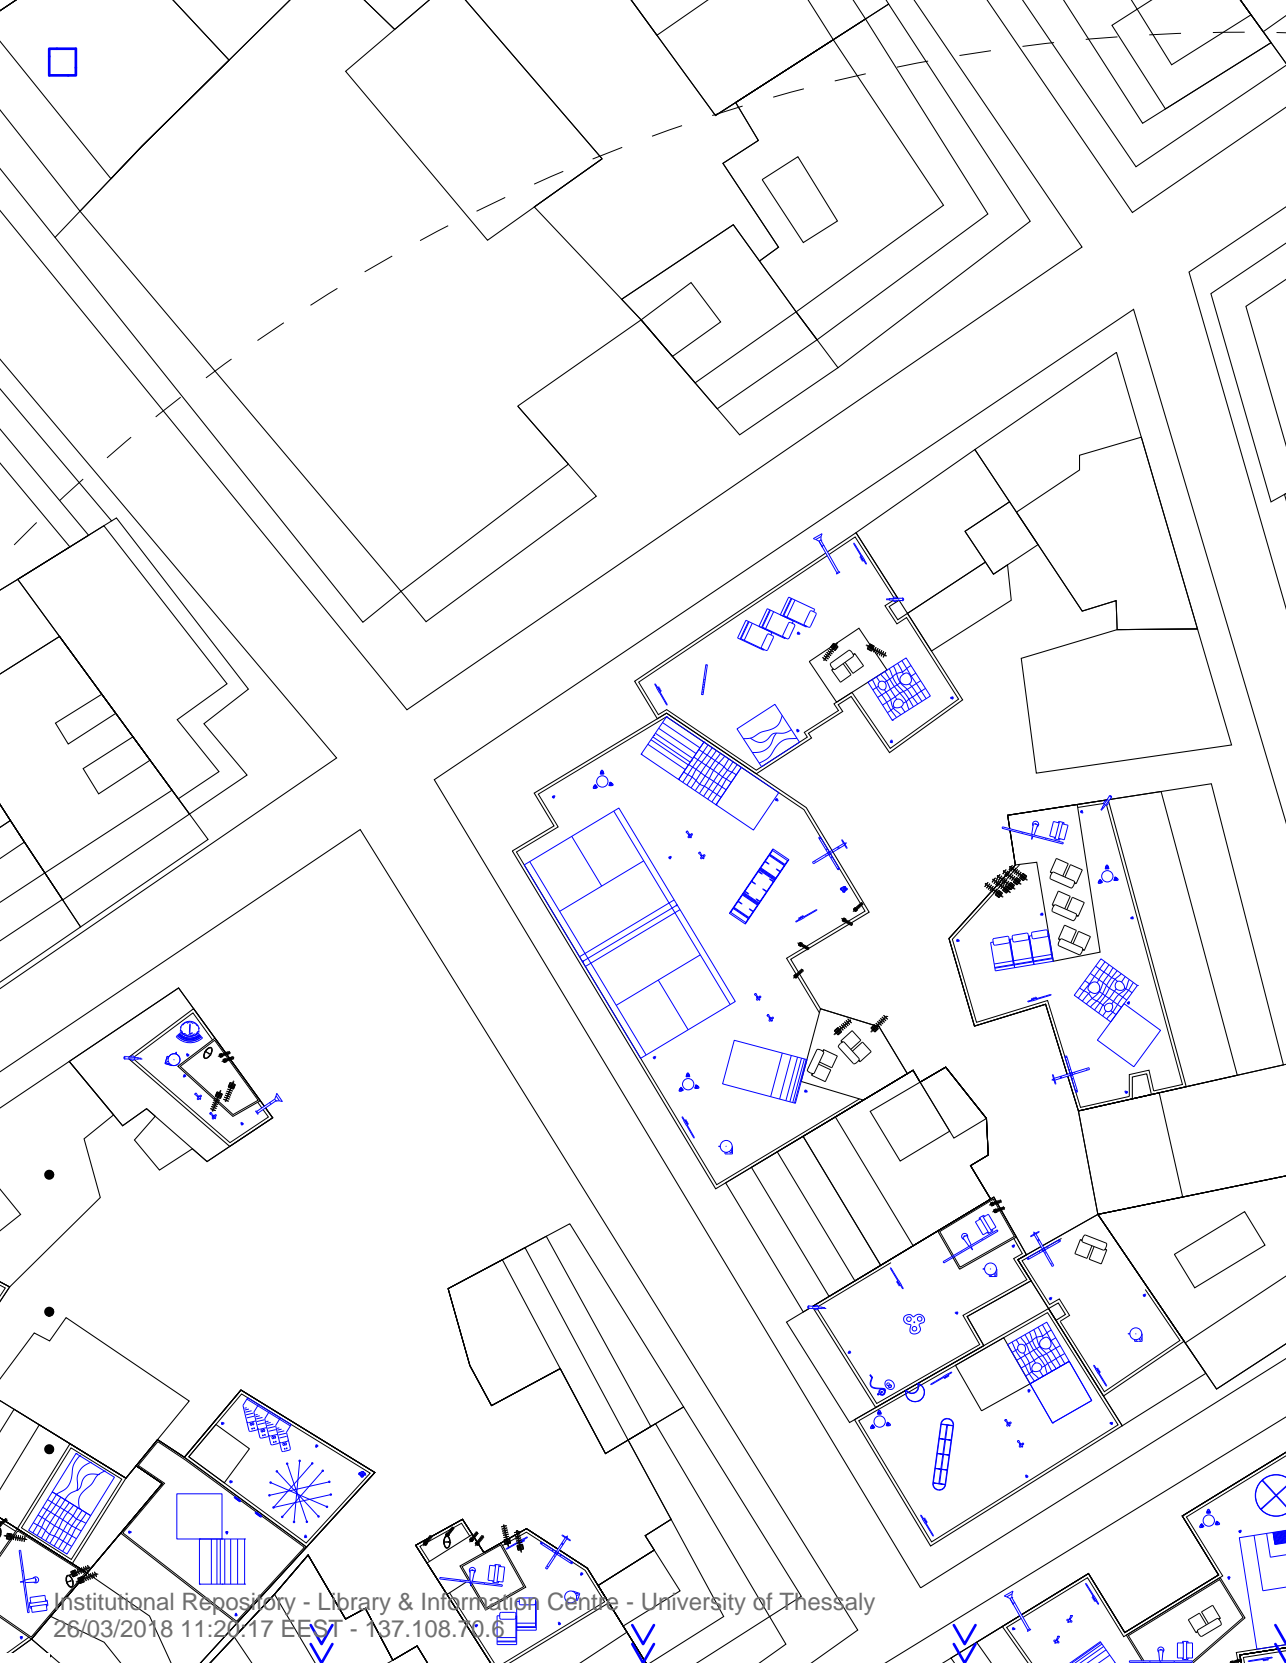 Institutional Repository - Library & Information Centre - University of Thessaly
26/03/2018 11:20:17 EEST - 137.108.70.6